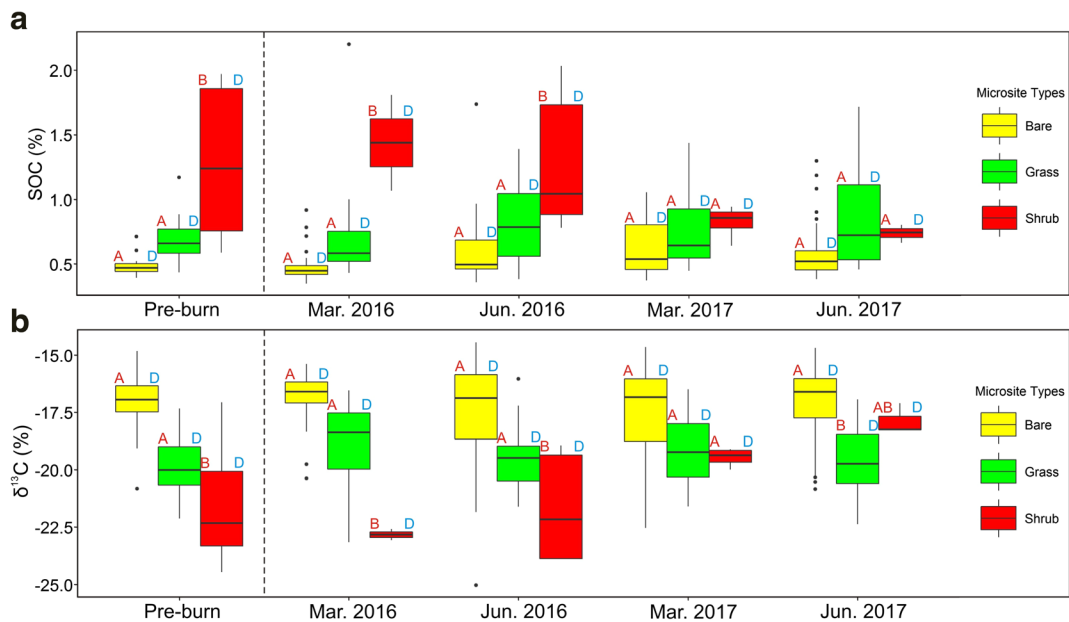 a
SOC (%)
2.0
1.5
1.0
0.5
A D A D B D
A D A D B D
A D A D B D
A D A D A D
A D A D A D
Pre-burn Mar. 2016 Jun. 2016 Mar. 2017 Jun. 2017
Microsite Types
Bare
Grass
Shrub
b
δ¹³C (%)
-15.0
-17.5
-20.0
-22.5
-25.0
A D A D B D
A D A D B D
A D A D B D
A D A D A D
A D B D AB D
Pre-burn Mar. 2016 Jun. 2016 Mar. 2017 Jun. 2017
Microsite Types
Bare
Grass
Shrub